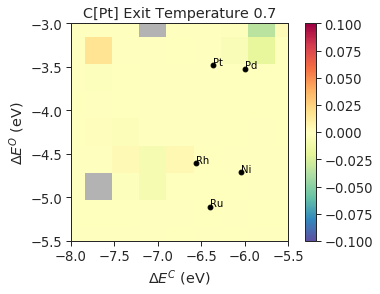 C[Pt] Exit Temperature 0.7
−3.0
−3.5
−4.0
−4.5
−5.0
−5.5
ΔE^O (eV)
Pt
Pd
Rh
Ni
Ru
−8.0 −7.5 −7.0 −6.5 −6.0 −5.5
ΔE^C (eV)
0.100
0.075
0.050
0.025
0.000
−0.025
−0.050
−0.075
−0.100